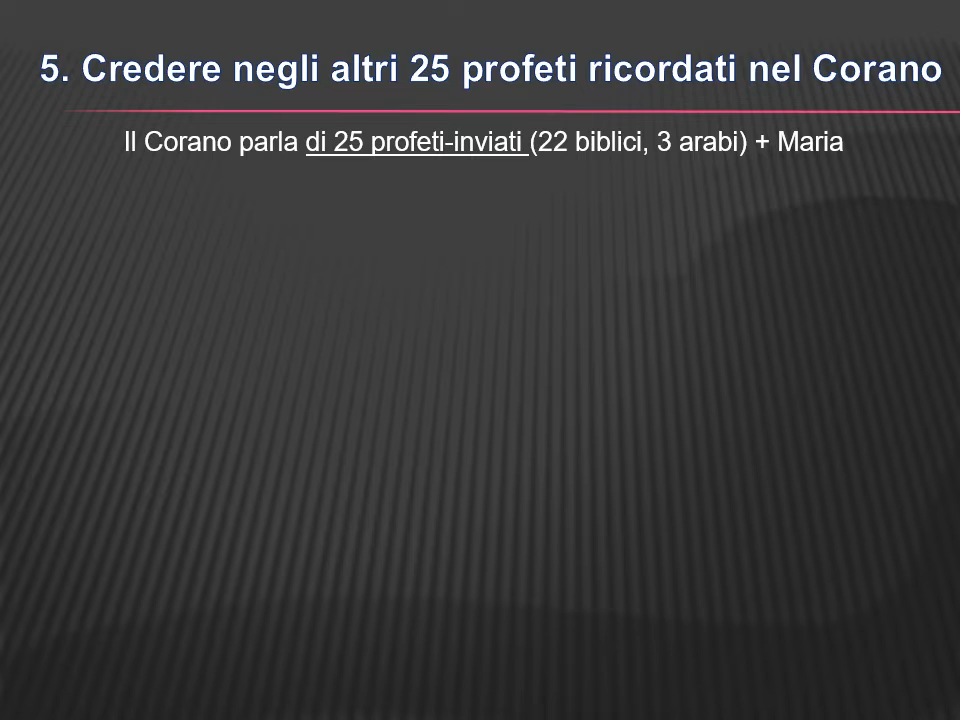 5. Credere negli altri 25 profeti ricordati nel Corano
Il Corano parla di 25 profeti-inviati (22 biblici, 3 arabi) + Maria